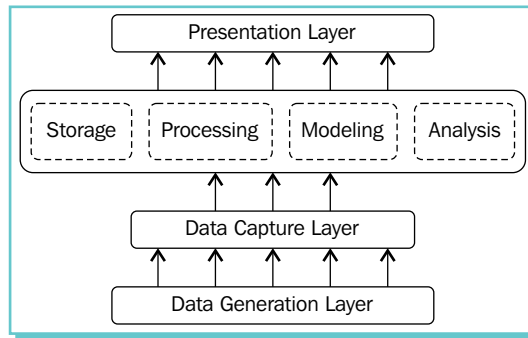 Presentation Layer
Storage Processing Modeling Analysis
Data Capture Layer
Data Generation Layer